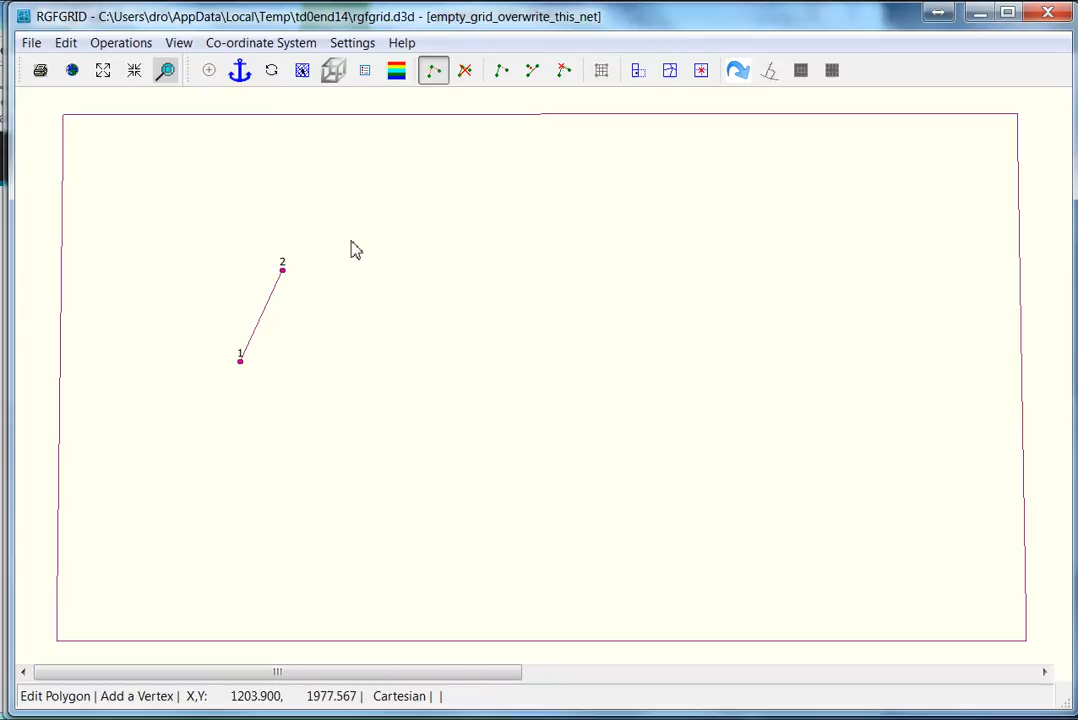 RGFGRID - C:\Users\dro\AppData\Local\Temp\td0end14\rgfgrid.d3d - [empty_grid_overwrite_this_net]
File Edit Operations View Co-ordinate System Settings Help
2
1
Edit Polygon | Add a Vertex | X,Y: 1203.900, 1977.567 | Cartesian | |